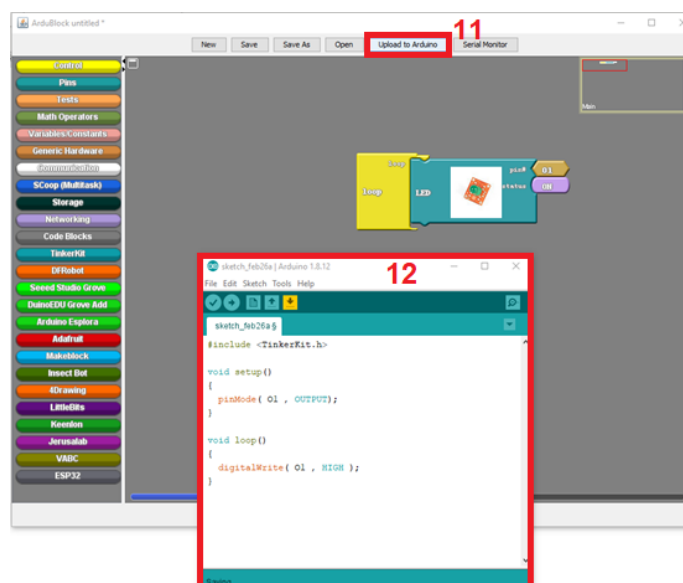 ArduBlock untitled *
11
New Save Save As Open Upload to Arduino Serial Monitor
Control
Pins
Tests
Math Operators
Variables/Constants
Generic Hardware
Communication
SCoop (Multitask)
Storage
Networking
Code Blocks
TinkerKit
DFRobot
Seeed Studio Grove
DuinoEDU Grove Add
Arduino Esplora
Adafruit
Makeblock
Insect Bot
4Drawing
LittleBits
Keenlon
Jerusalab
VABC
ESP32
Main
Loop
loop
LED
pin#
O1
status
ON
sketch_feb26a | Arduino 1.8.12
12
File Edit Sketch Tools Help
sketch_feb26a §
#include <TinkerKit.h>
void setup()
{
pinMode( O1 , OUTPUT);
}
void loop()
{
digitalWrite( O1 , HIGH );
}
Saving